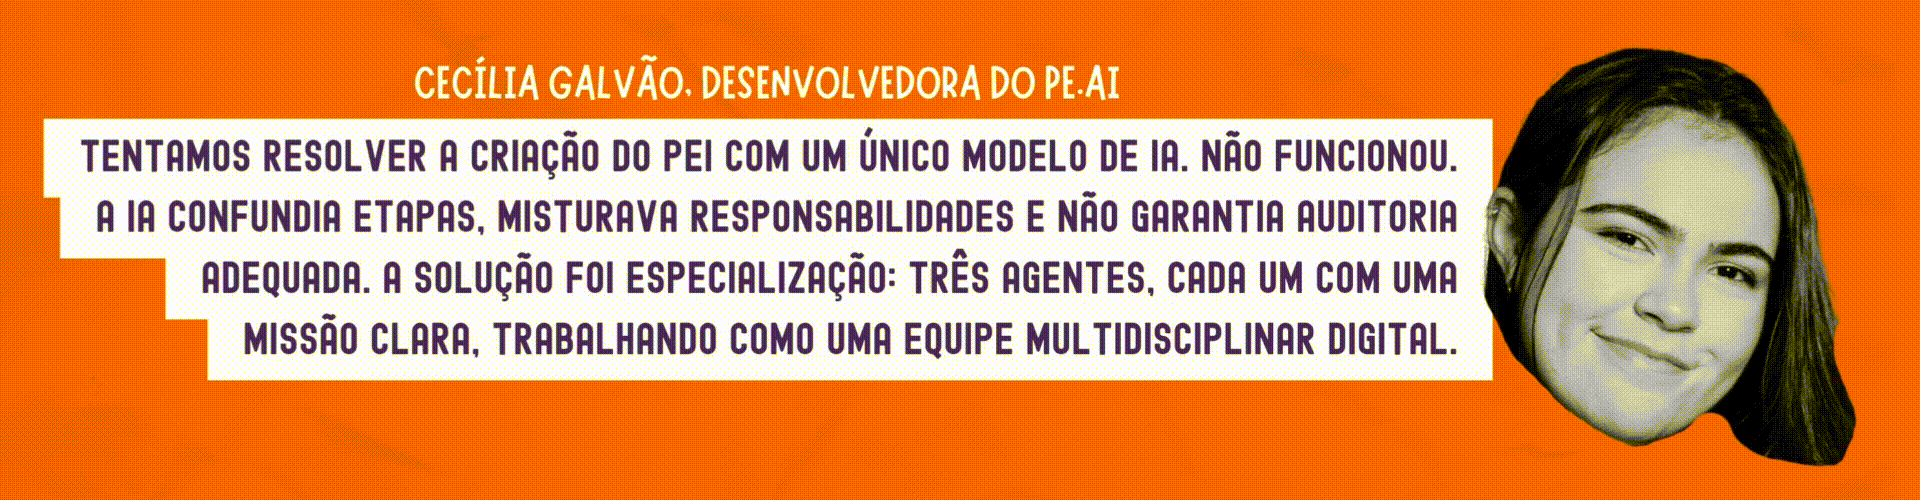 CECÍLIA GALVÃO, DESENVOLVEDORA DO PE.AI
TENTAMOS RESOLVER A CRIAÇÃO DO PEI COM UM ÚNICO MODELO DE IA. NÃO FUNCIONOU.
A IA CONFUNDIA ETAPAS, MISTURAVA RESPONSABILIDADES E NÃO GARANTIA AUDITORIA
ADEQUADA. A SOLUÇÃO FOI ESPECIALIZAÇÃO: TRÊS AGENTES, CADA UM COM UMA
MISSÃO CLARA, TRABALHANDO COMO UMA EQUIPE MULTIDISCIPLINAR DIGITAL.